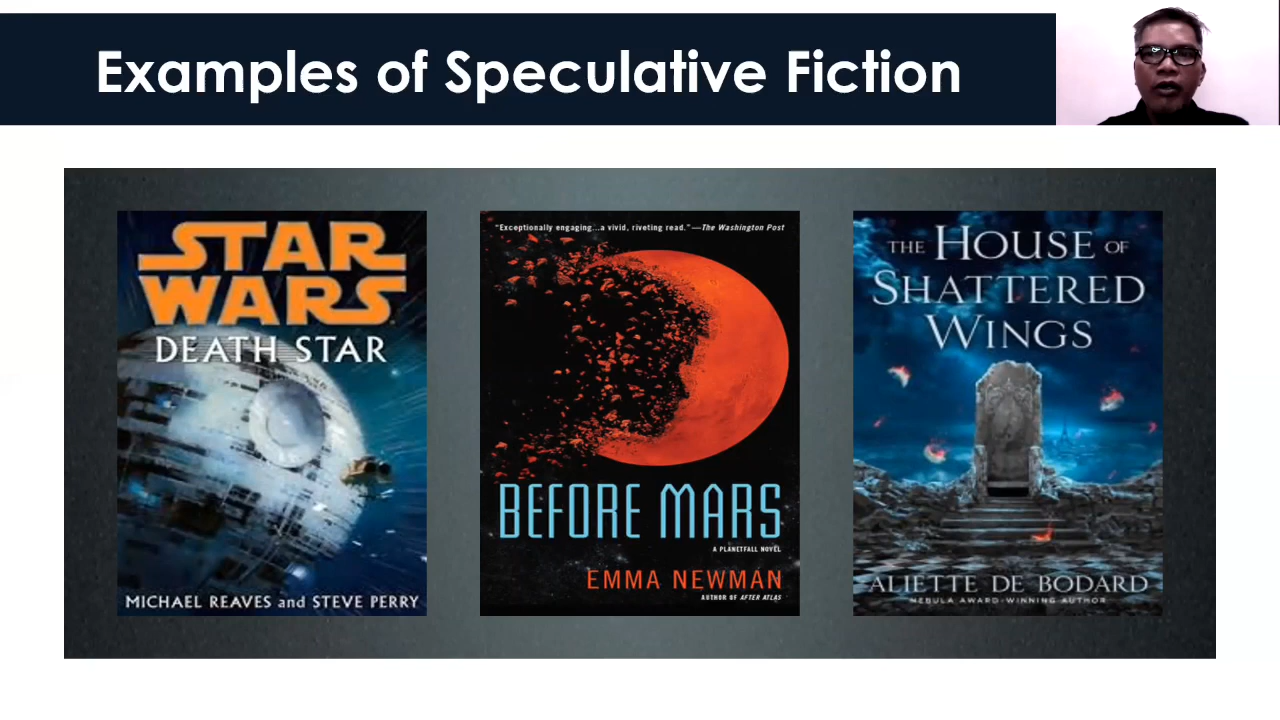 Examples of Speculative Fiction
STAR
WARS
DEATH STAR
MICHAEL REAVES and STEVE PERRY
"Exceptionally engaging...a vivid, riveting read."—The Washington Post
BEFORE MARS
A PLANETFALL NOVEL
EMMA NEWMAN
AUTHOR OF AFTER ATLAS
THE HOUSE OF
SHATTERED
WINGS
ALIETTE DE BODARD
NEBULA AWARD-WINNING AUTHOR